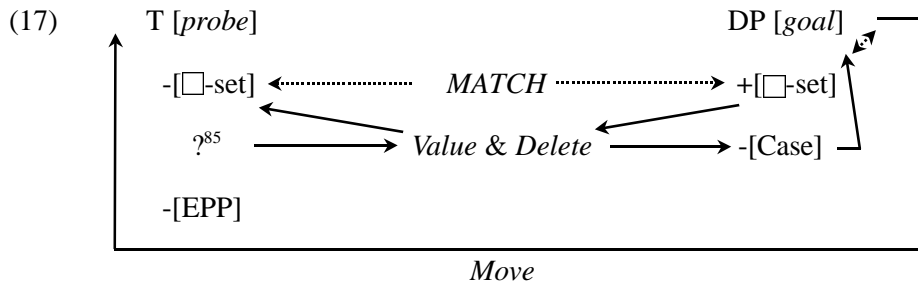 (17) T [probe] DP [goal]
-[□-set] MATCH +[□-set]
?85 Value & Delete -[Case]
-[EPP]
Move